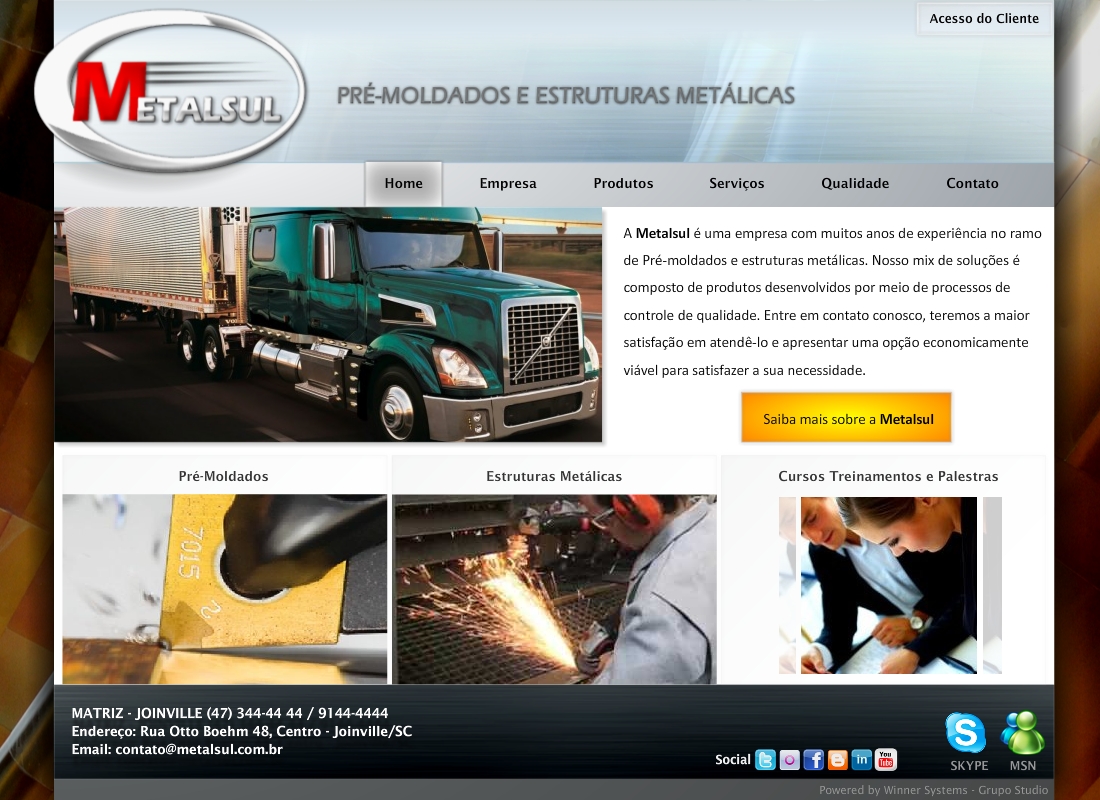 Acesso do Cliente
METALSUL
PRÉ-MOLDADOS E ESTRUTURAS METÁLICAS
Home Empresa Produtos Serviços Qualidade Contato
A Metalsul é uma empresa com muitos anos de experiência no ramo
de Pré-moldados e estruturas metálicas. Nosso mix de soluções é
composto de produtos desenvolvidos por meio de processos de
controle de qualidade. Entre em contato conosco, teremos a maior
satisfação em atendê-lo e apresentar uma opção economicamente
viável para satisfazer a sua necessidade.
Saiba mais sobre a Metalsul
Pré-Moldados
Estruturas Metálicas
Cursos Treinamentos e Palestras
7015
2
MATRIZ - JOINVILLE (47) 344-44 44 / 9144-4444
Endereço: Rua Otto Boehm 48, Centro - Joinville/SC
Email: contato@metalsul.com.br
Social
You
Tube
SKYPE MSN
Powered by Winner Systems - Grupo Studio